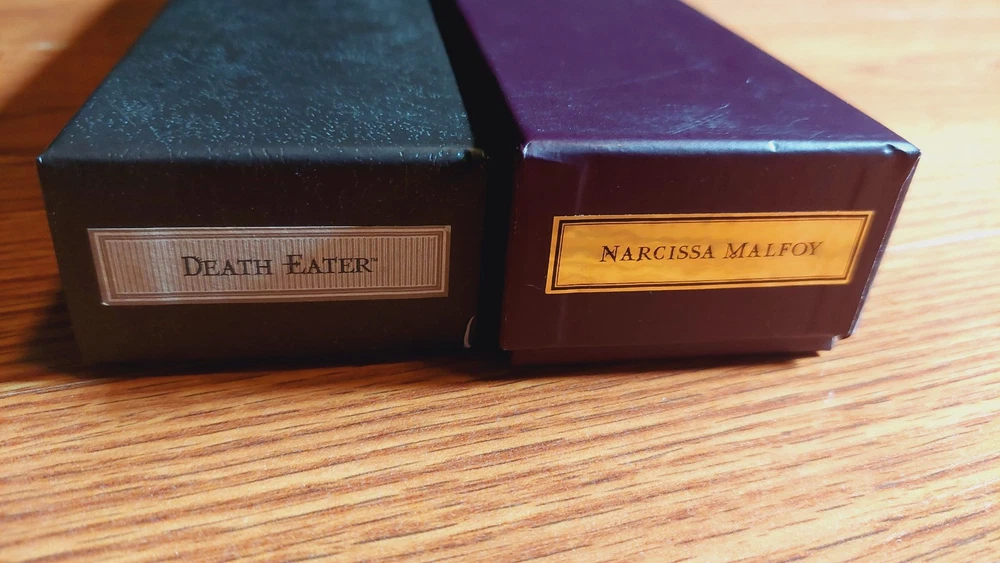 DEATH EATER™
NARCISSA MALFOY